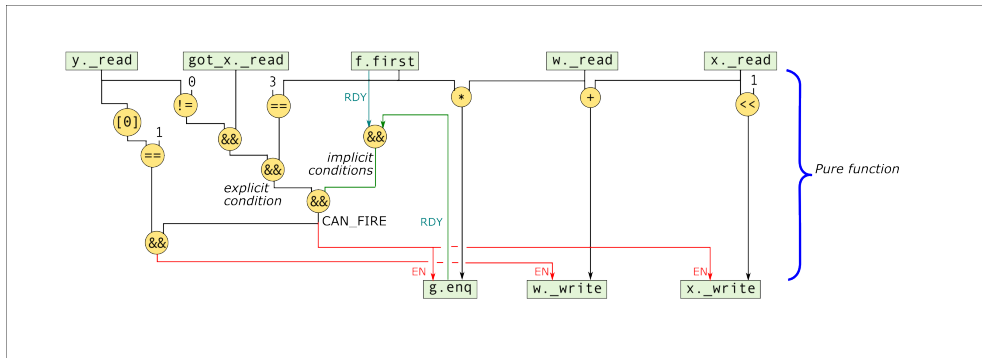 y._read got_x._read f.first w._read x._read
0 3 1
RDY
!= == * + <<
[0]
1
&& &&
==
implicit
conditions
&&
explicit
condition
&&
CAN_FIRE
RDY
&&
EN EN EN
g.enq w._write x._write
Pure function